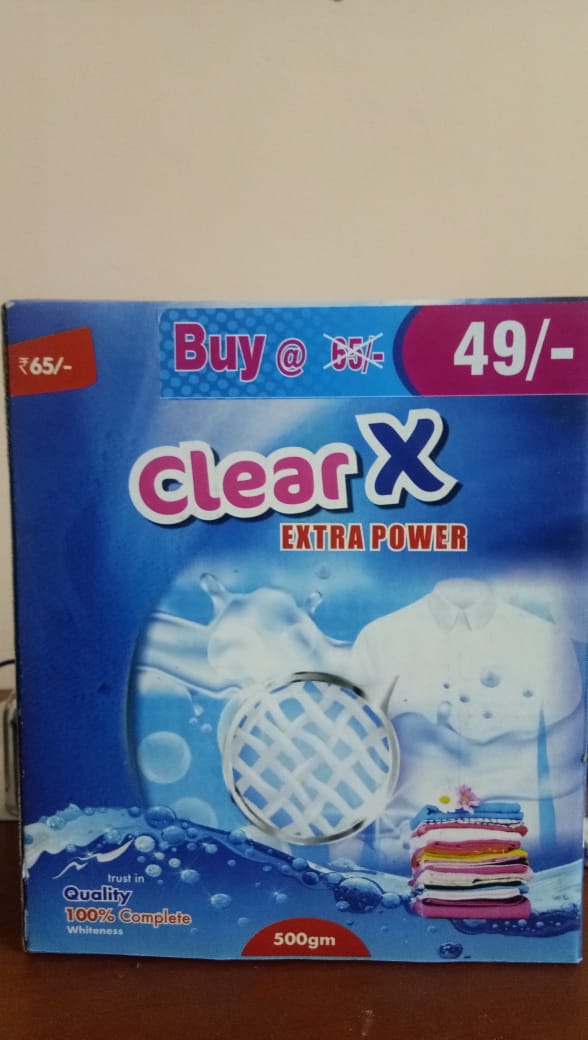 ₹65/-
Buy @ 65/- 49/-
Clear X
EXTRA POWER
trust in
Quality
100% Complete
Whiteness
500gm